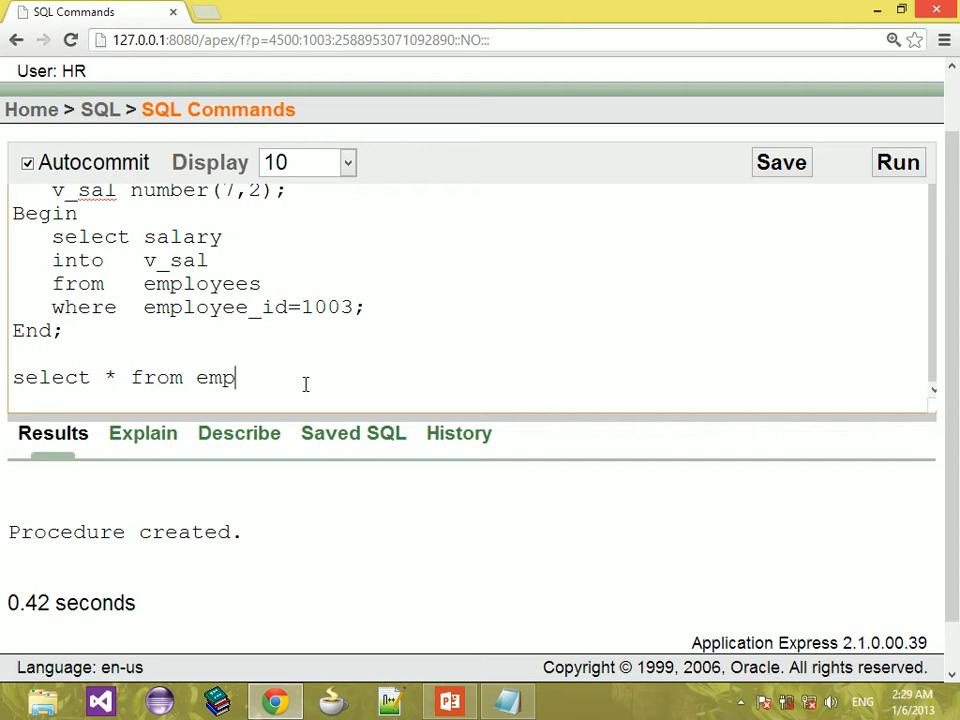 SQL Commands
127.0.0.1:8080/apex/f?p=4500:1003:2588953071092890::NO:::
User: HR
Home > SQL > SQL Commands
Autocommit Display 10 Save Run
v_sal number(7,2);
Begin
select salary
into v_sal
from employees
where employee_id=1003;
End;
select * from emp
Results Explain Describe Saved SQL History
Procedure created.
0.42 seconds
Application Express 2.1.0.00.39
Language: en-us Copyright © 1999, 2006, Oracle. All rights reserved.
ENG 2:29 AM
1/6/2013